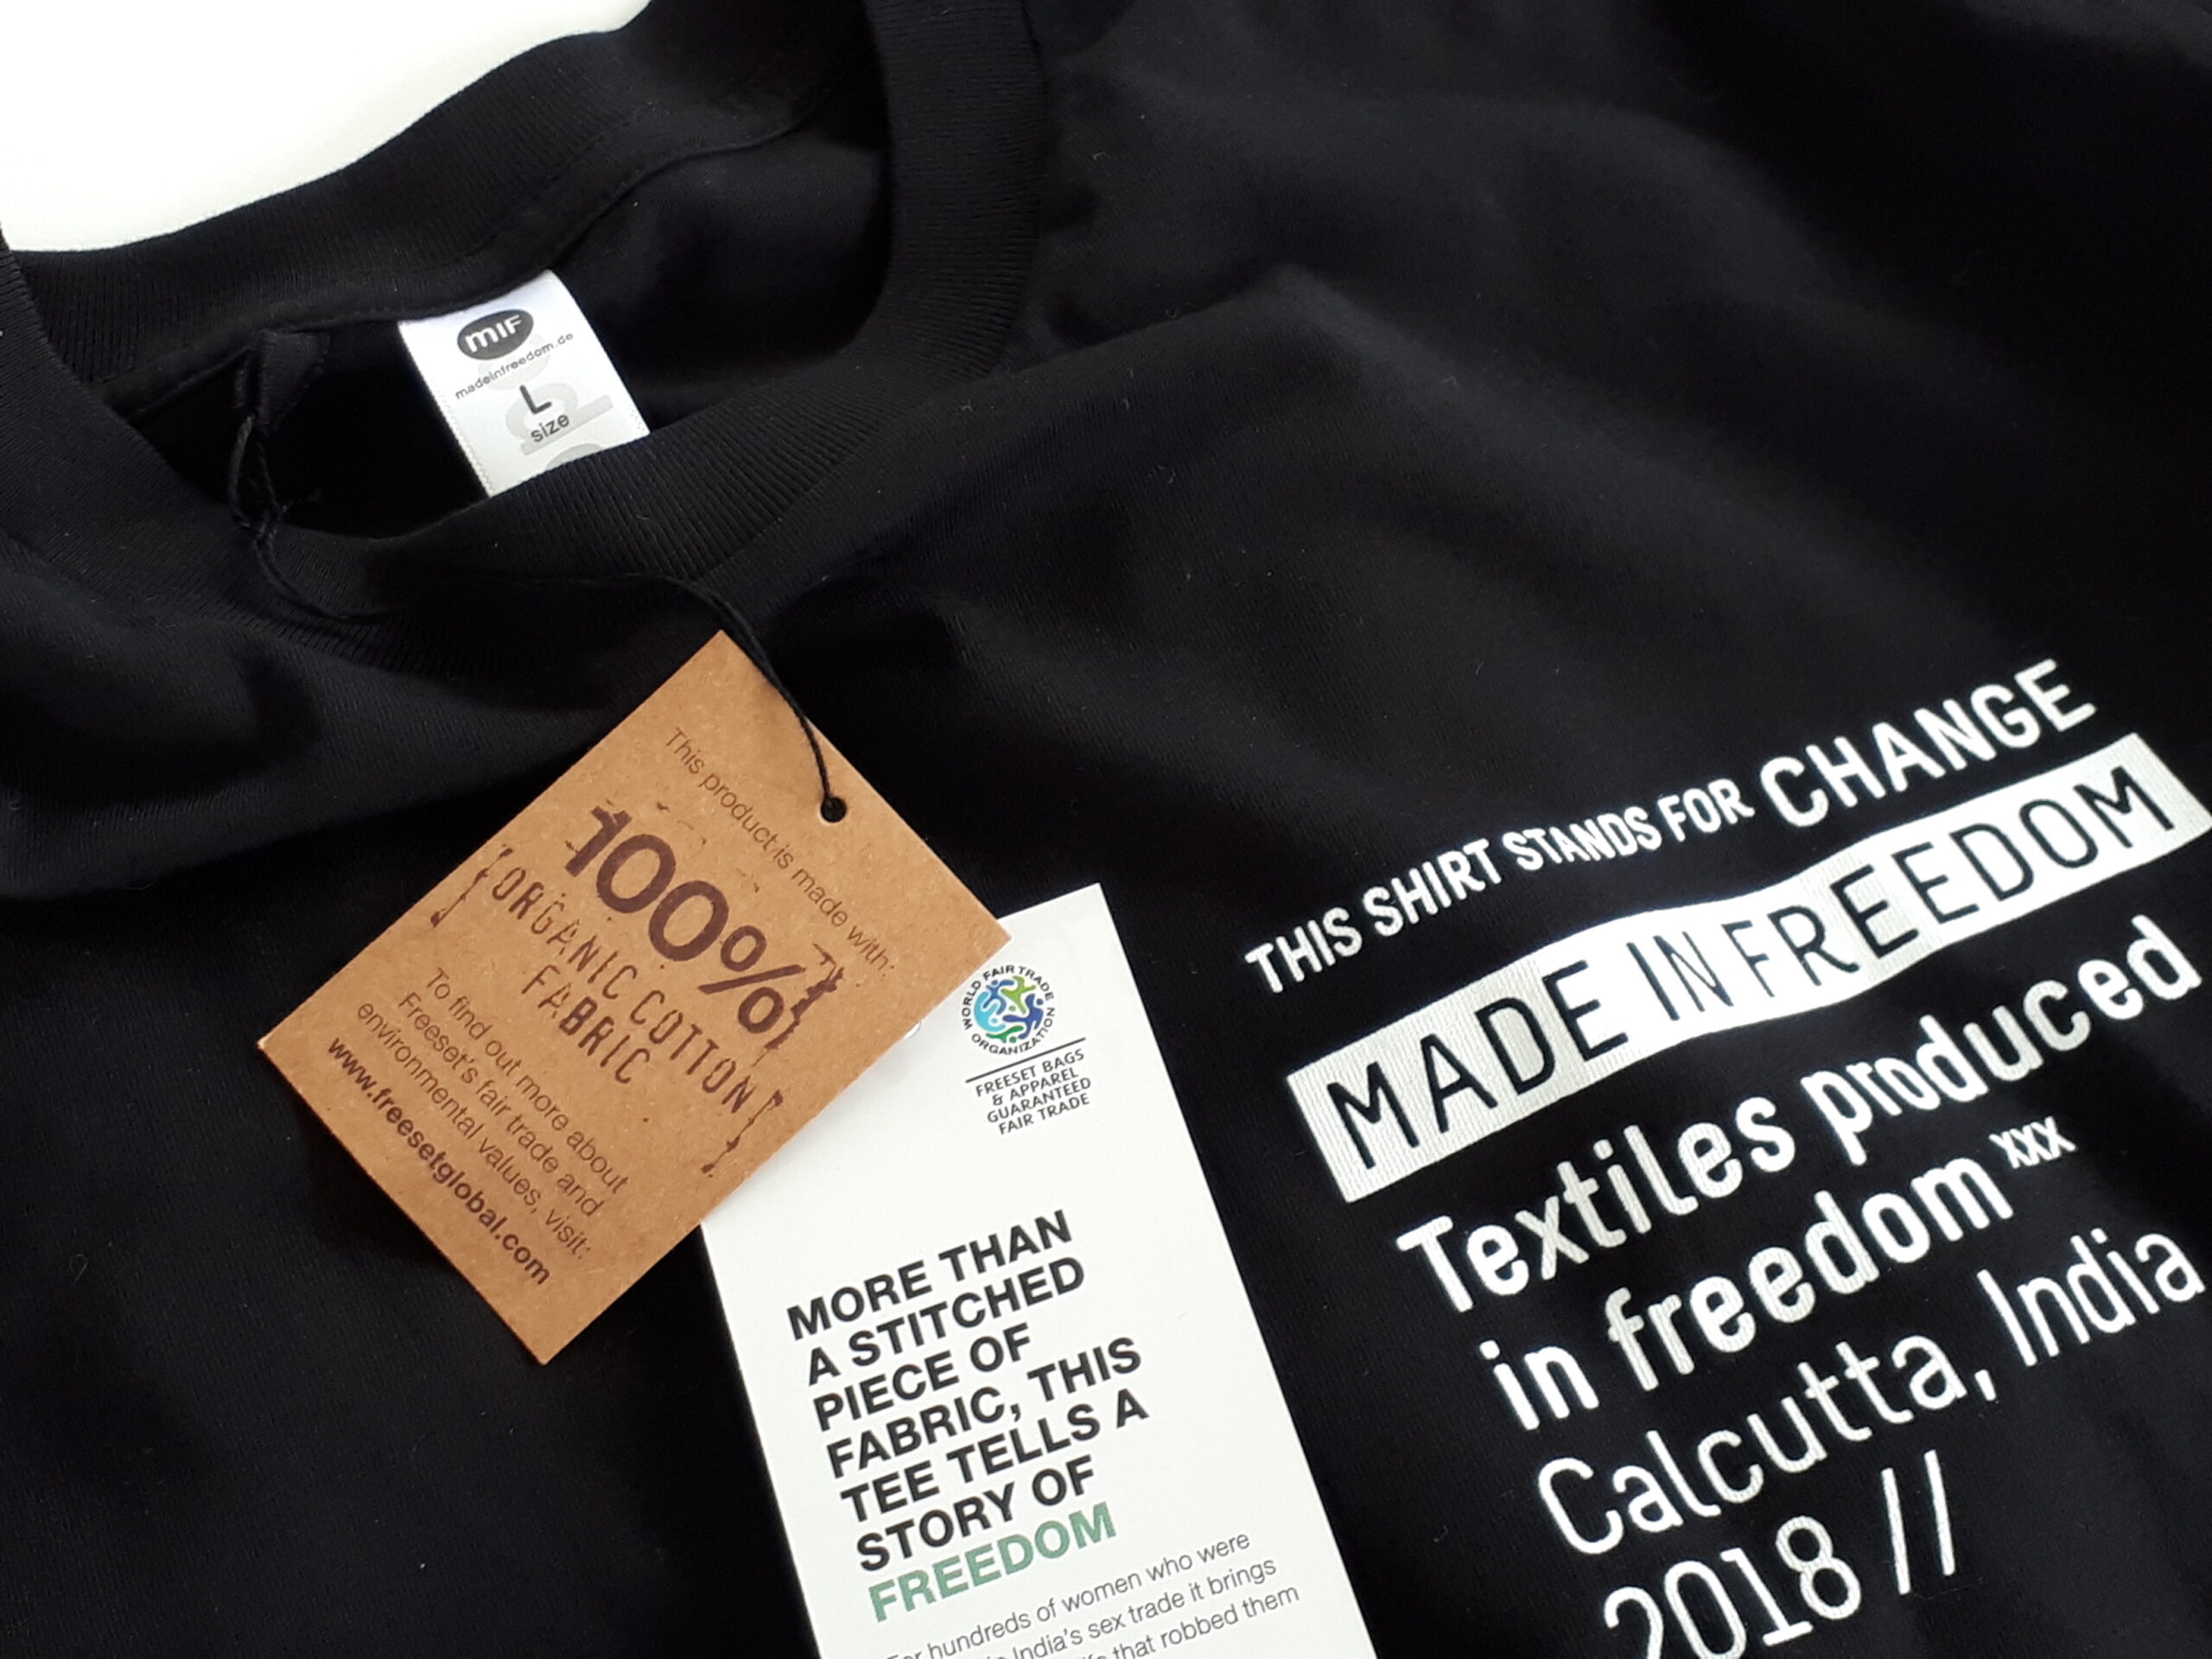 mIF
madeinfreedom.de
L
size
This product is made with:
100%
ORGANIC COTTON
FABRIC
To find out more about
Freeset's fair trade and
environmental values, visit:
www.freesetglobal.com
WORLD FAIR TRADE ORGANIZATION
FREESET BAGS
& APPAREL
GUARANTEED
FAIR TRADE
MORE THAN
A STITCHED
PIECE OF
FABRIC, THIS
TEE TELLS A
STORY OF
FREEDOM
hundreds of women who were
India's sex trade it brings
that robbed them
THIS SHIRT STANDS FOR CHANGE
MADE IN FREEDOM
Textiles produced
in freedom xxx
Calcutta, India
2018 //